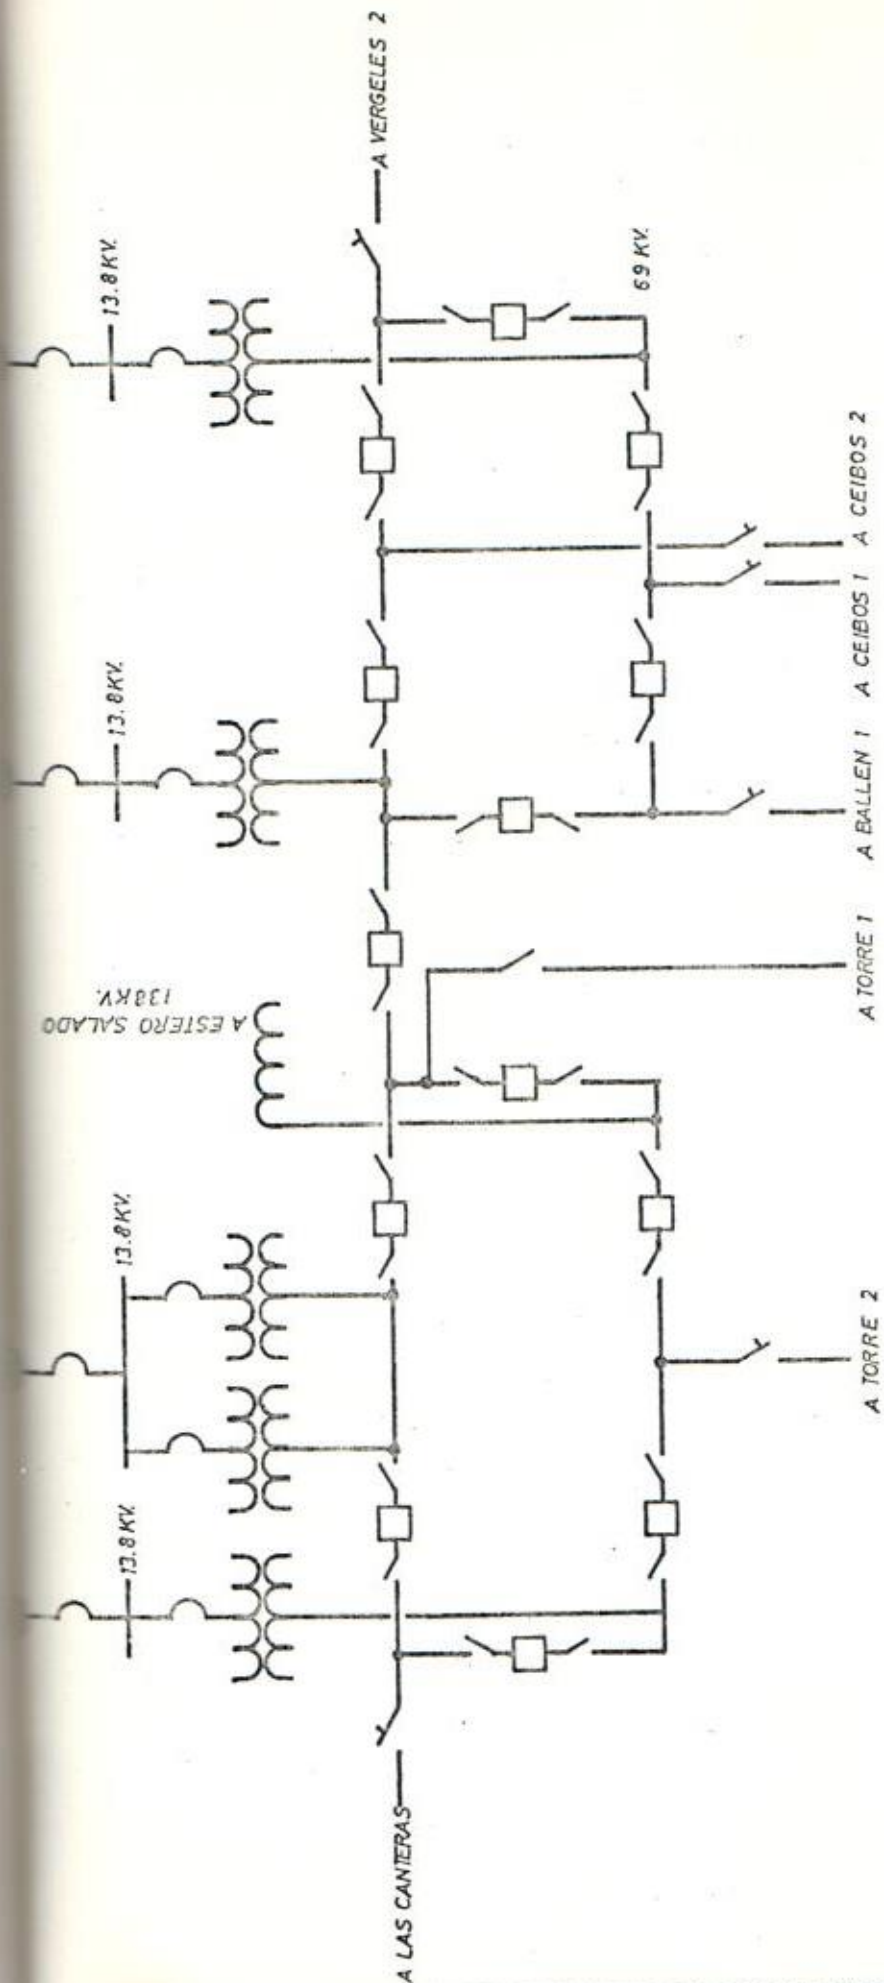 A VERGELES 2
13.8 KV.
69 KV.
A CEIBOS 2
A CEIBOS 1
A BALLEN 1
13.8 KV.
A TORRE 1
A ESTERO SALADO
138 KV.
13.8 KV.
A TORRE 2
13.8 KV.
A LAS CANTERAS